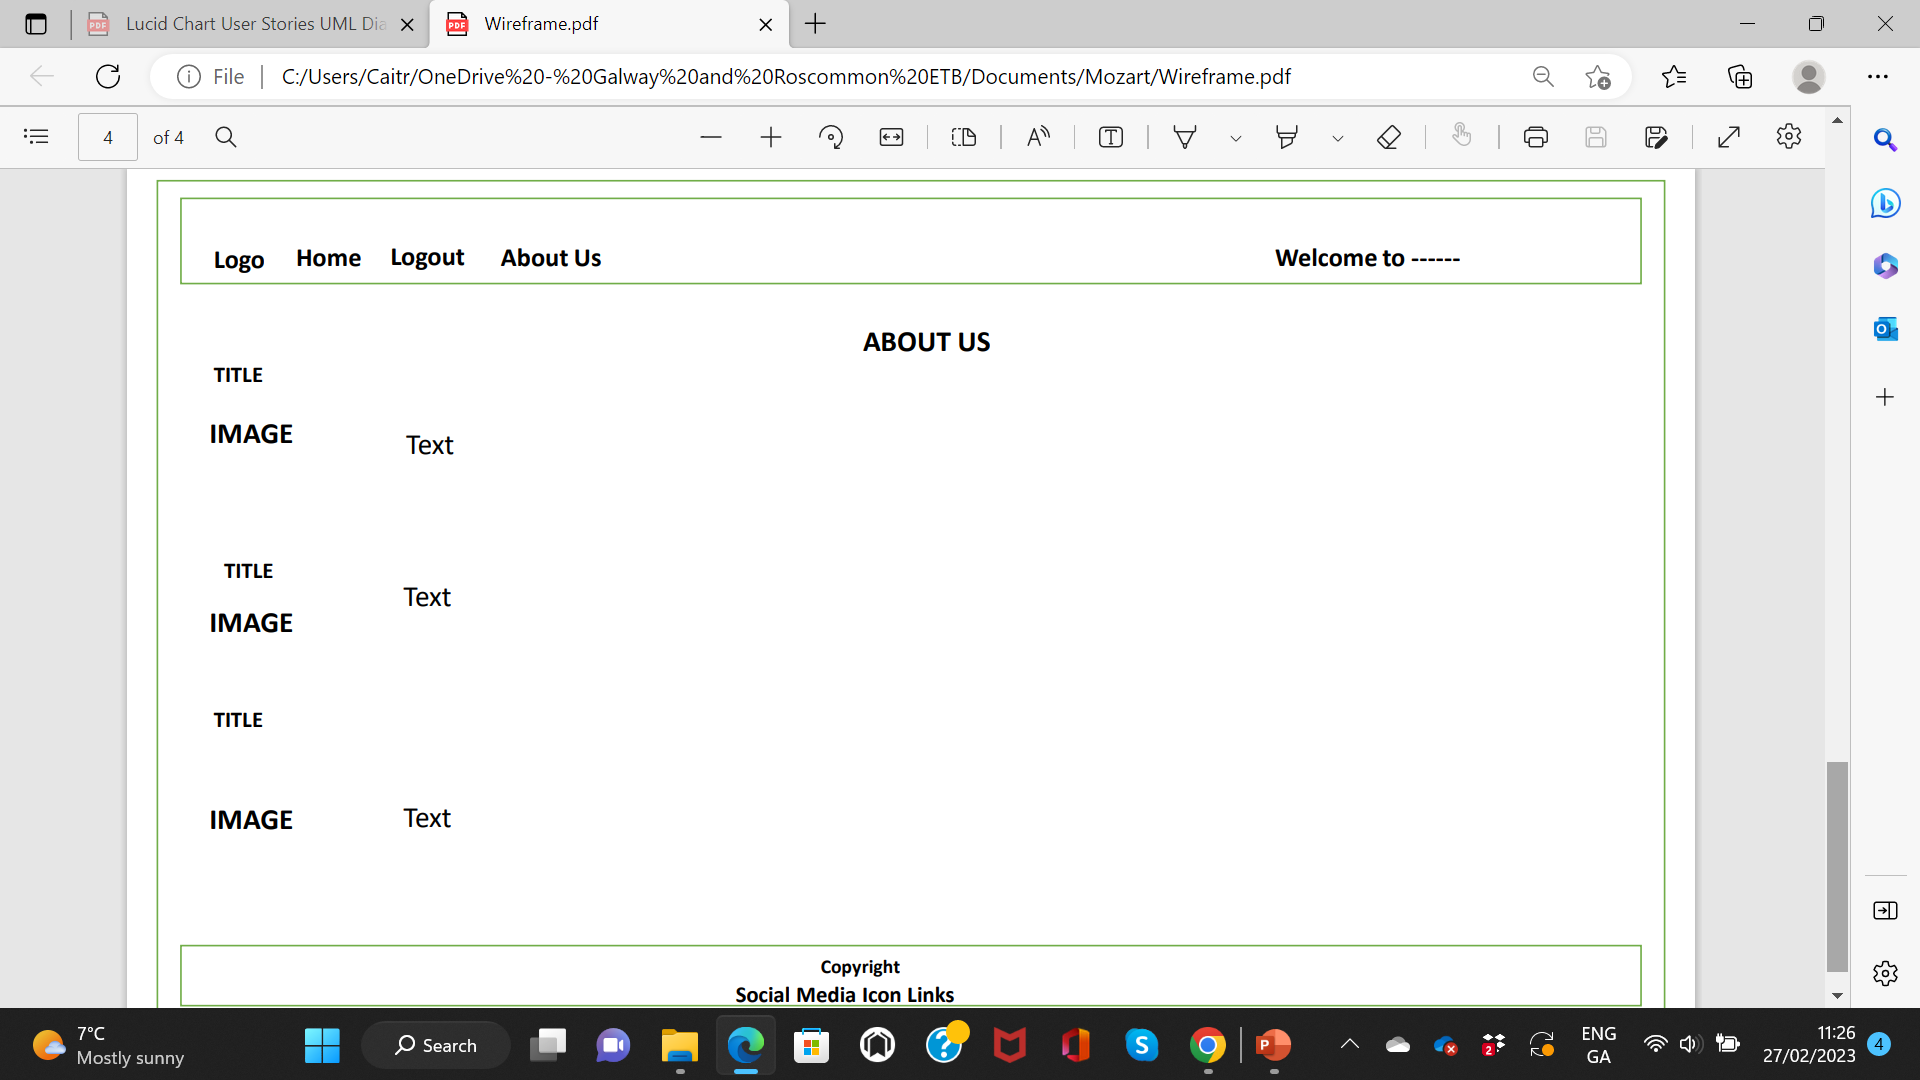 Lucid Chart User Stories UML Dia
Wireframe.pdf
File
C:/Users/Caitr/OneDrive%20-%20Galway%20and%20Roscommon%20ETB/Documents/Mozart/Wireframe.pdf
4 of 4
Logo Home Logout About Us Welcome to ------
ABOUT US
TITLE
IMAGE Text
TITLE
Text
IMAGE
TITLE
IMAGE Text
Copyright
Social Media Icon Links
7°C
Mostly sunny
Search
ENG
GA
11:26
27/02/2023
4